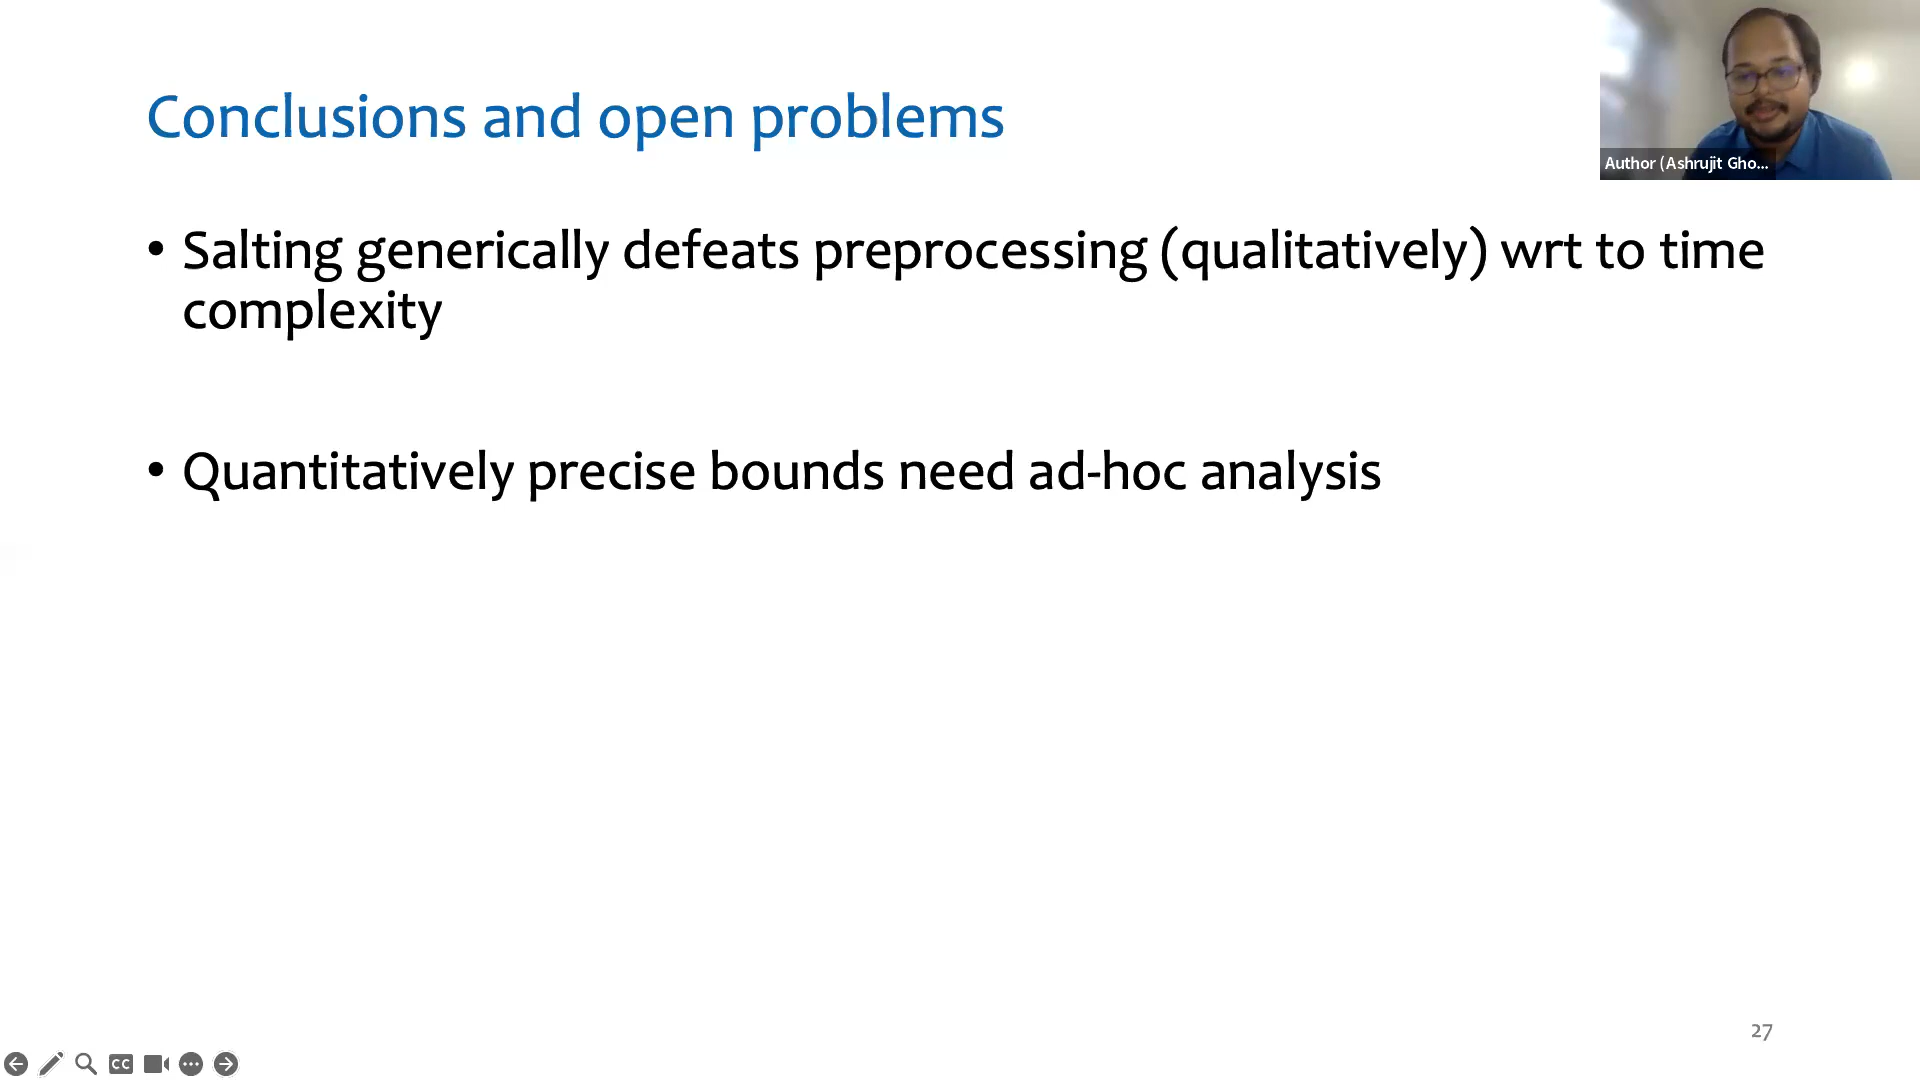 Conclusions and open problems
Author (Ashrujit Gho...
• Salting generically defeats preprocessing (qualitatively) wrt to time
complexity
• Quantitatively precise bounds need ad-hoc analysis
27
CC